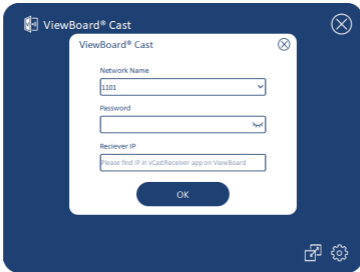 ViewBoard® Cast
ViewBoard® Cast
Network Name
1101
Password
Reciever IP
Please find IP in vCastReceiver app on ViewBoard
OK